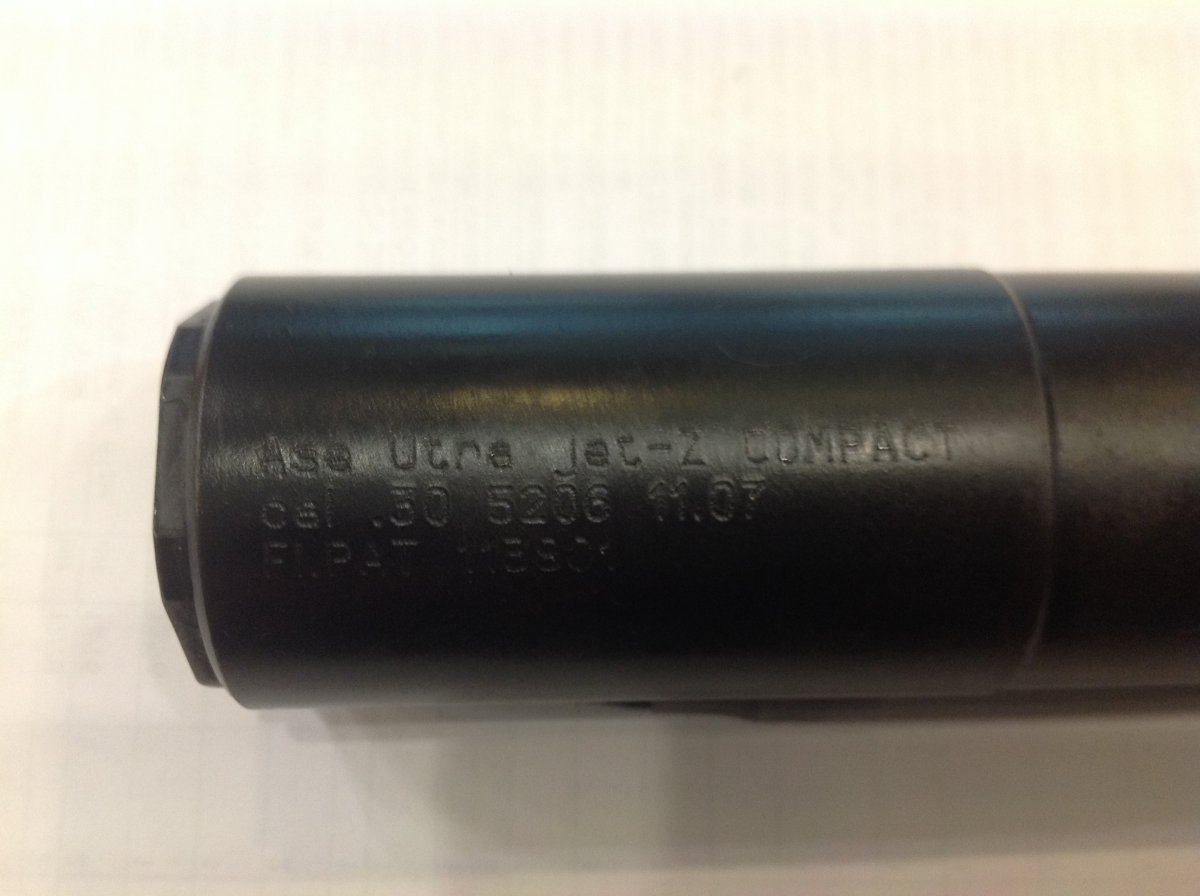 Ase Utra jet-Z COMPACT
cal .30 5206 11.07
FI.PAT